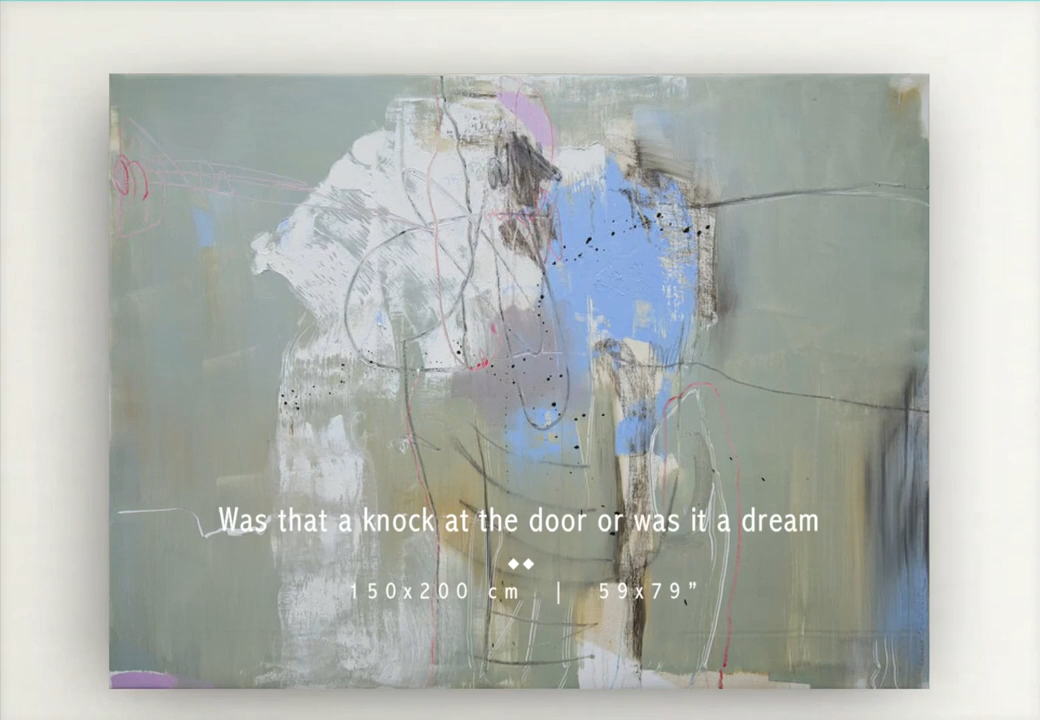 Was that a knock at the door or was it a dream
150x200 cm | 59x79”